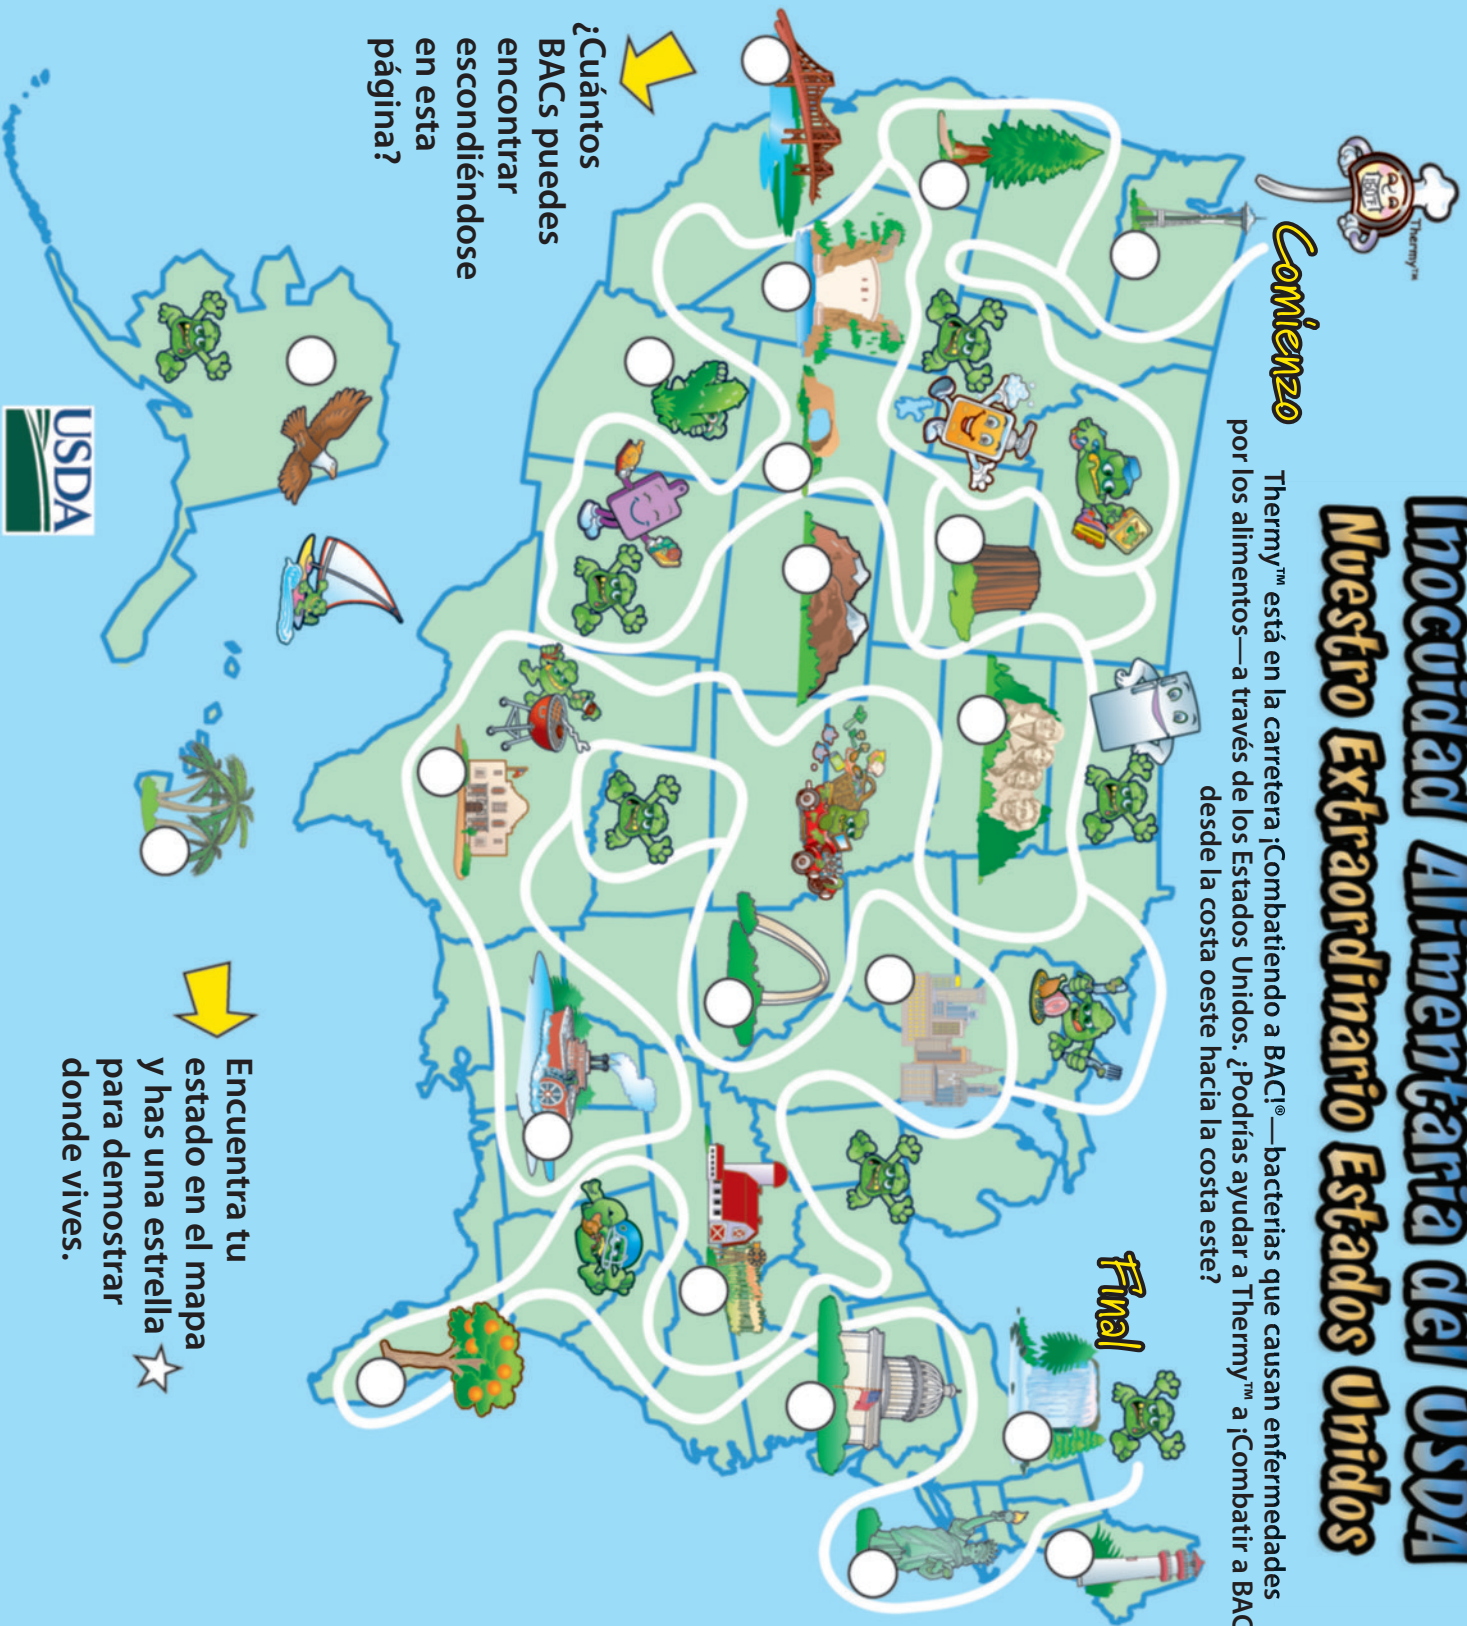 Inocuidad Alimentaria del USDA
Nuestro Extraordinario Estados Unidos
Thermy™
BO
Comienzo
Thermy™ está en la carretera ¡Combatiendo a BAC!®—bacterias que causan enfermedades
por los alimentos—a través de los Estados Unidos. ¿Podrías ayudar a Thermy™ a ¡Combatir a BAC
desde la costa oeste hacia la costa este?
Final
¿Cuántos
BACs puedes
encontrar
escondiéndose
en esta
página?
Encuentra tu
estado en el mapa
y has una estrella
para demostrar
donde vives.
USDA